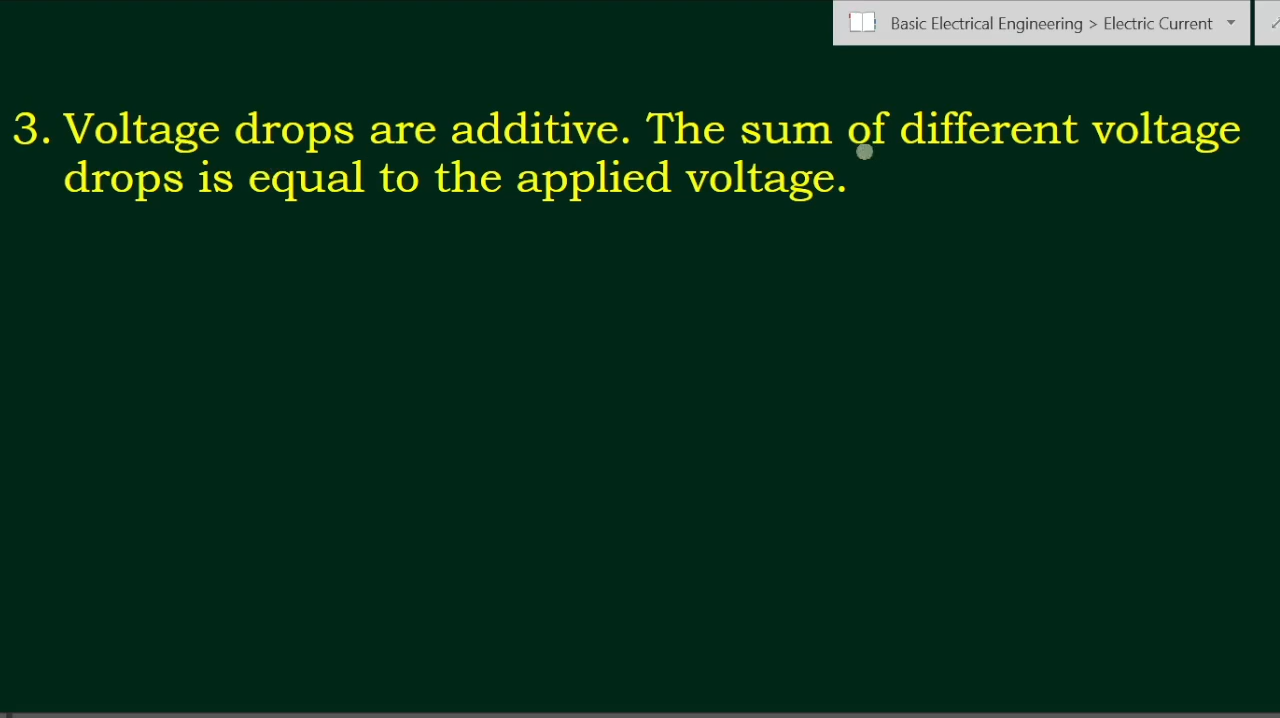 Basic Electrical Engineering > Electric Current
3. Voltage drops are additive. The sum of different voltage
drops is equal to the applied voltage.